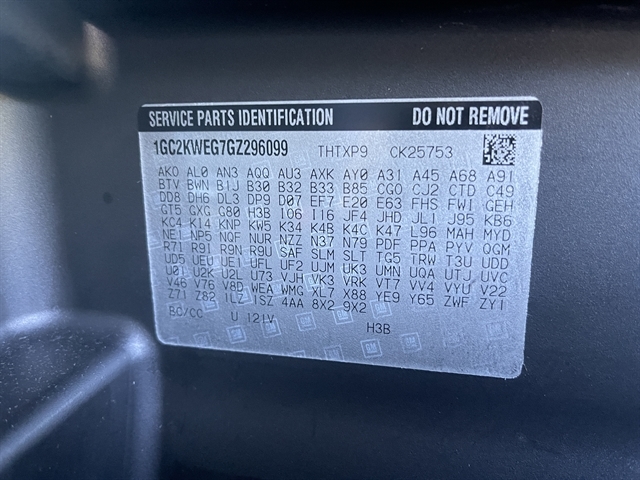 SERVICE PARTS IDENTIFICATION DO NOT REMOVE
1GC2KWEG7GZ296099 THTXP9 CK25753
AKO AL0 AN3 AQQ AU3 AXK AY0 A31 A45 A68 A91
BTV BWN B1J B30 B32 B33 B85 CGO CJ2 CTD C49
DD8 DH6 DL3 DP9 D07 EF7 E20 E63 FHS FWI GEH
GT5 GXG G80 H3B I06 I16 JF4 JHD JL1 J95 KB6
KC4 K14 KNP KW5 K34 K4B K4C K47 L96 MAH MYD
NE1 NP5 NQF NUR NZZ N37 N79 PDF PPA PYV QGM
R71 R91 R9N R9U SAF SLM SLT TG5 TRW T3U UDD
UD5 UEU UE1 UFL UF2 UJM UK3 UMN UQA UTJ UVC
U01 U2K U2L U73 VJH VK3 VRK VT7 VV4 VYU V22
V46 V76 V8D WEA WMG XL7 X88 YE9 Y65 ZWF ZY1
Z71 Z82 1LZ 1SZ 4AA 8X2 9X2
BC/CC U 121V H3B